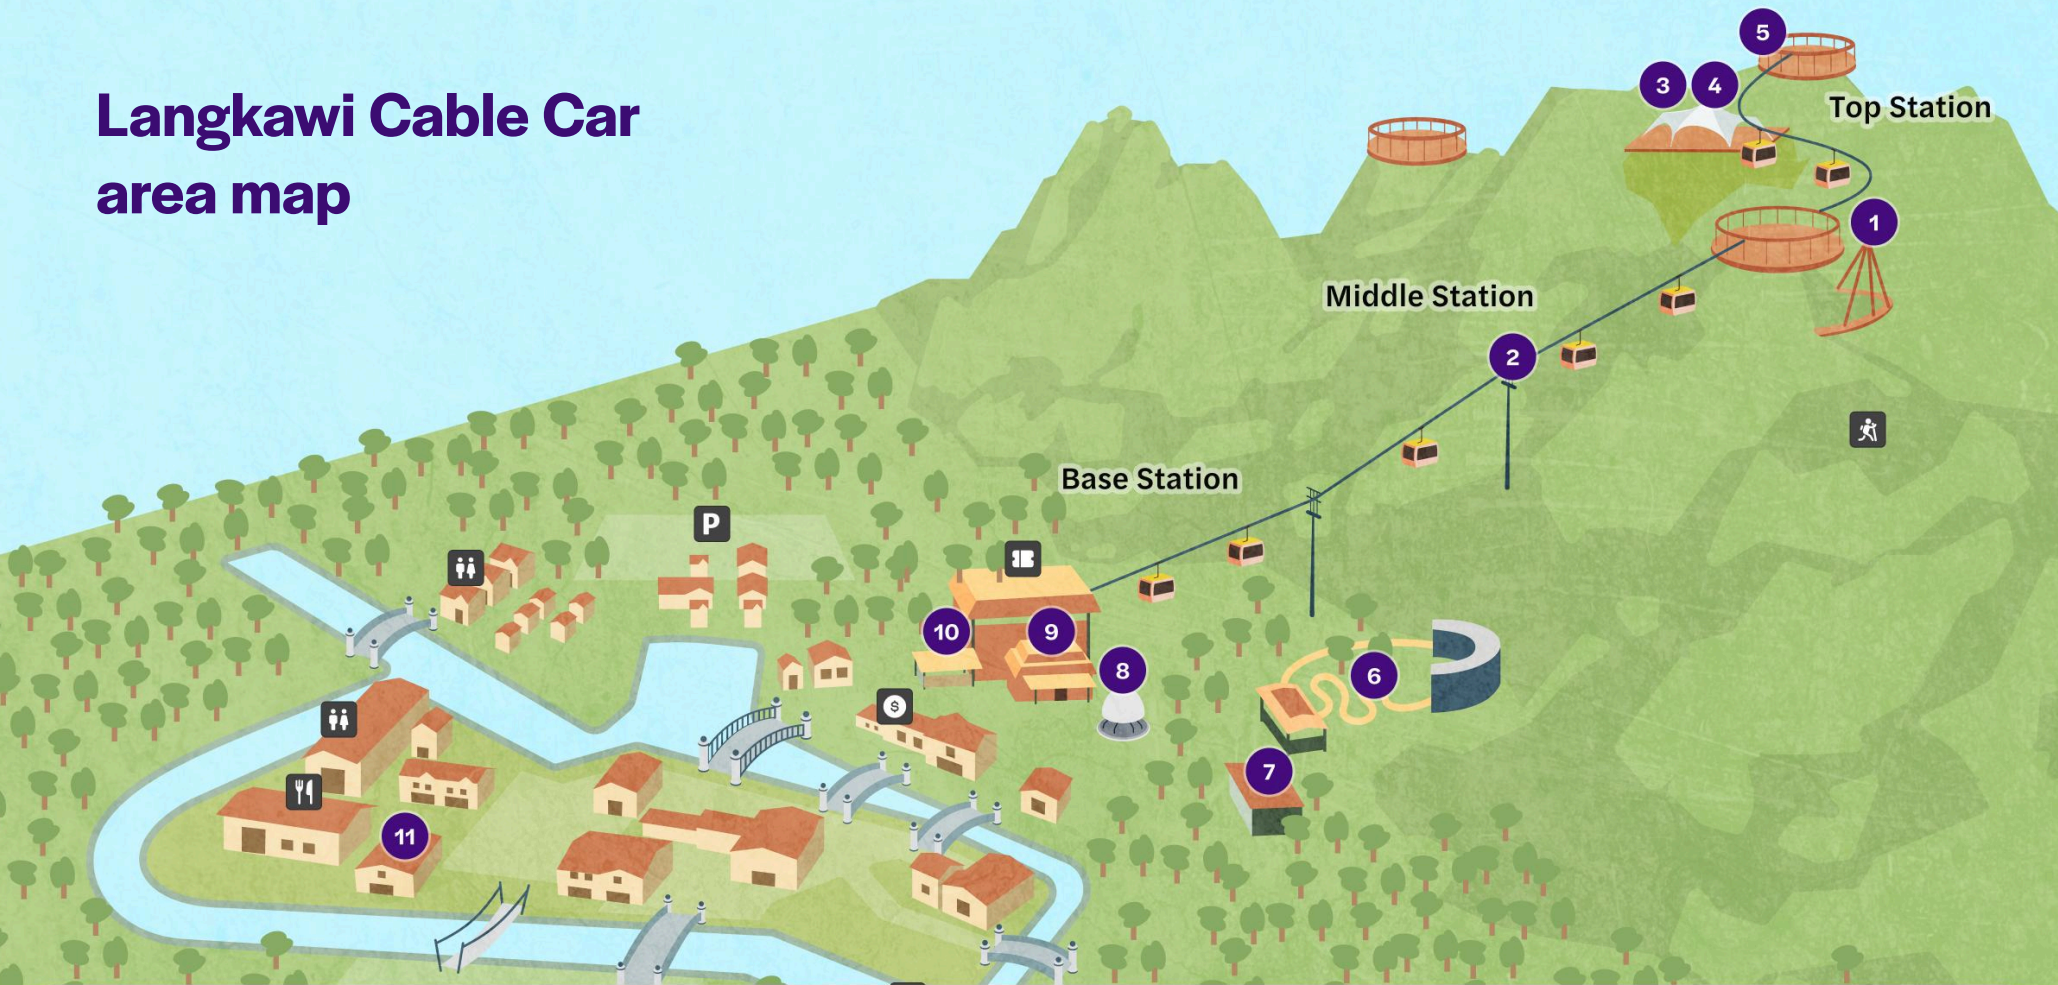 Langkawi Cable Car
area map
5
3 4
Top Station
1
Middle Station
2
Base Station
P
10
9
8
6
$
7
11